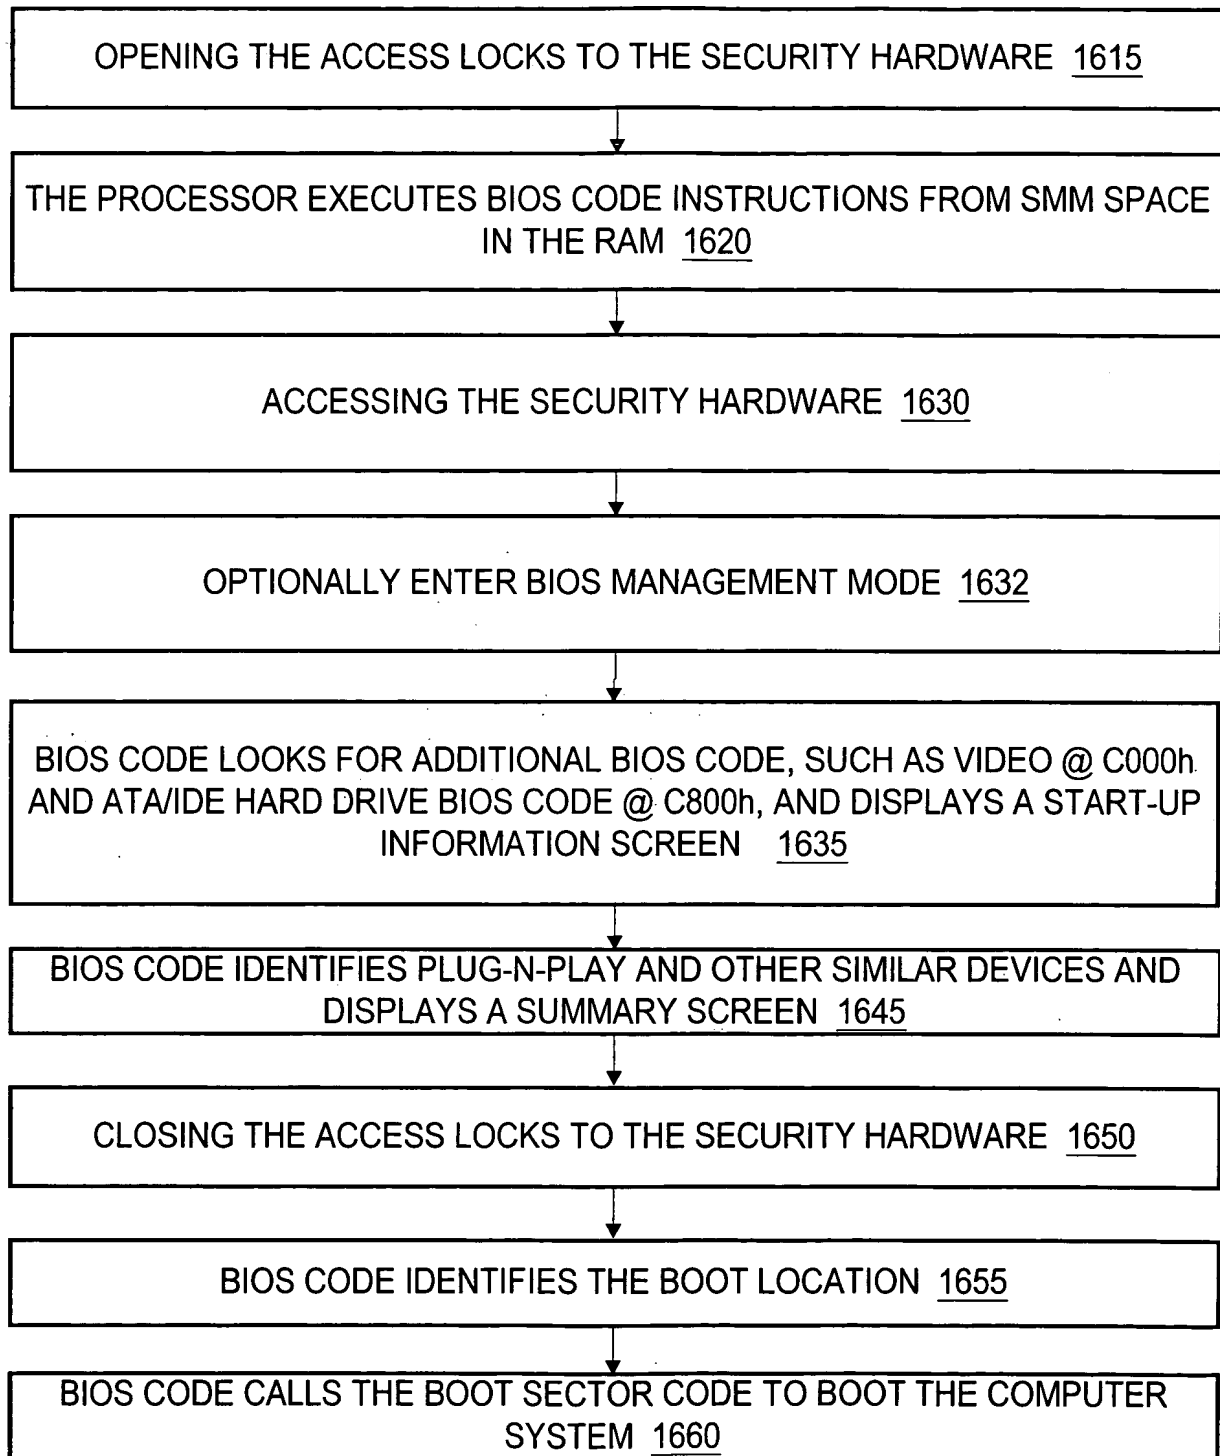 OPENING THE ACCESS LOCKS TO THE SECURITY HARDWARE 1615
THE PROCESSOR EXECUTES BIOS CODE INSTRUCTIONS FROM SMM SPACE
IN THE RAM 1620
ACCESSING THE SECURITY HARDWARE 1630
OPTIONALLY ENTER BIOS MANAGEMENT MODE 1632
BIOS CODE LOOKS FOR ADDITIONAL BIOS CODE, SUCH AS VIDEO @ C000h
AND ATA/IDE HARD DRIVE BIOS CODE @ C800h, AND DISPLAYS A START-UP
INFORMATION SCREEN 1635
BIOS CODE IDENTIFIES PLUG-N-PLAY AND OTHER SIMILAR DEVICES AND
DISPLAYS A SUMMARY SCREEN 1645
CLOSING THE ACCESS LOCKS TO THE SECURITY HARDWARE 1650
BIOS CODE IDENTIFIES THE BOOT LOCATION 1655
BIOS CODE CALLS THE BOOT SECTOR CODE TO BOOT THE COMPUTER
SYSTEM 1660